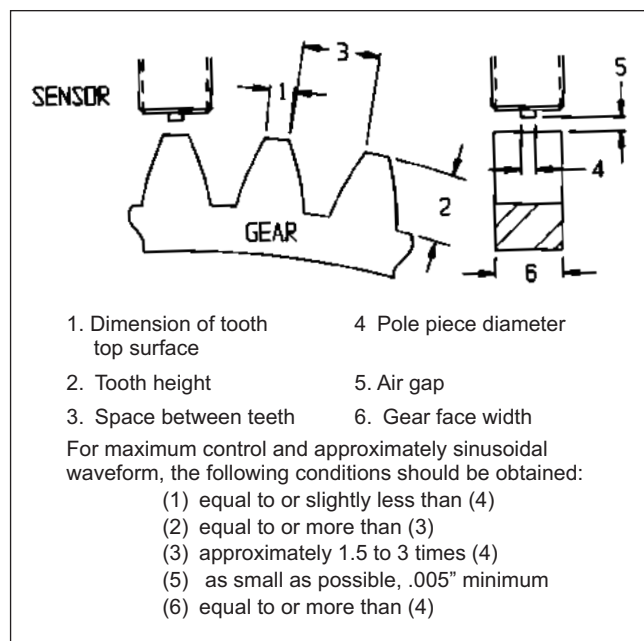 3
5
SENSOR
1
4
2
GEAR
6
1. Dimension of tooth
top surface
4 Pole piece diameter
2. Tooth height
5. Air gap
3. Space between teeth
6. Gear face width
For maximum control and approximately sinusoidal
waveform, the following conditions should be obtained:
(1) equal to or slightly less than (4)
(2) equal to or more than (3)
(3) approximately 1.5 to 3 times (4)
(5) as small as possible, .005” minimum
(6) equal to or more than (4)